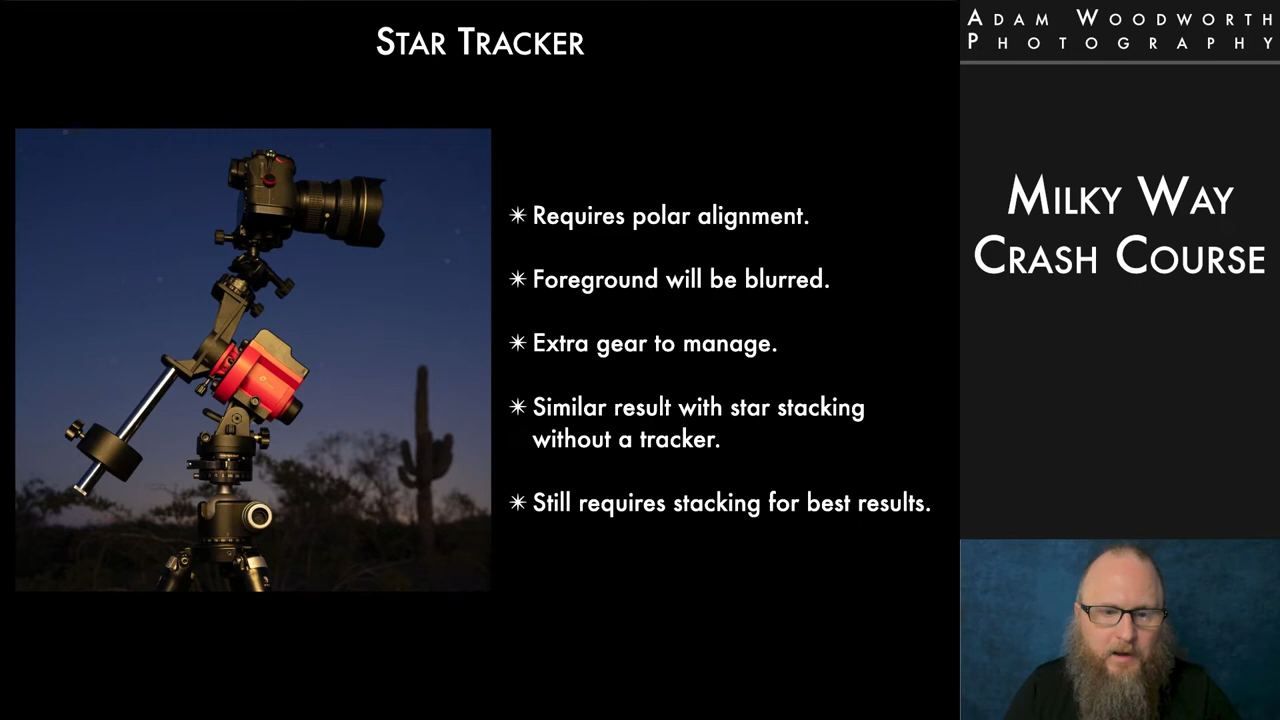 STAR TRACKER
✴ Requires polar alignment.
✴ Foreground will be blurred.
✴ Extra gear to manage.
✴ Similar result with star stacking
without a tracker.
✴ Still requires stacking for best results.
ADAM WOODWORTH
PHOTOGRAPHY
MILKY WAY
CRASH COURSE